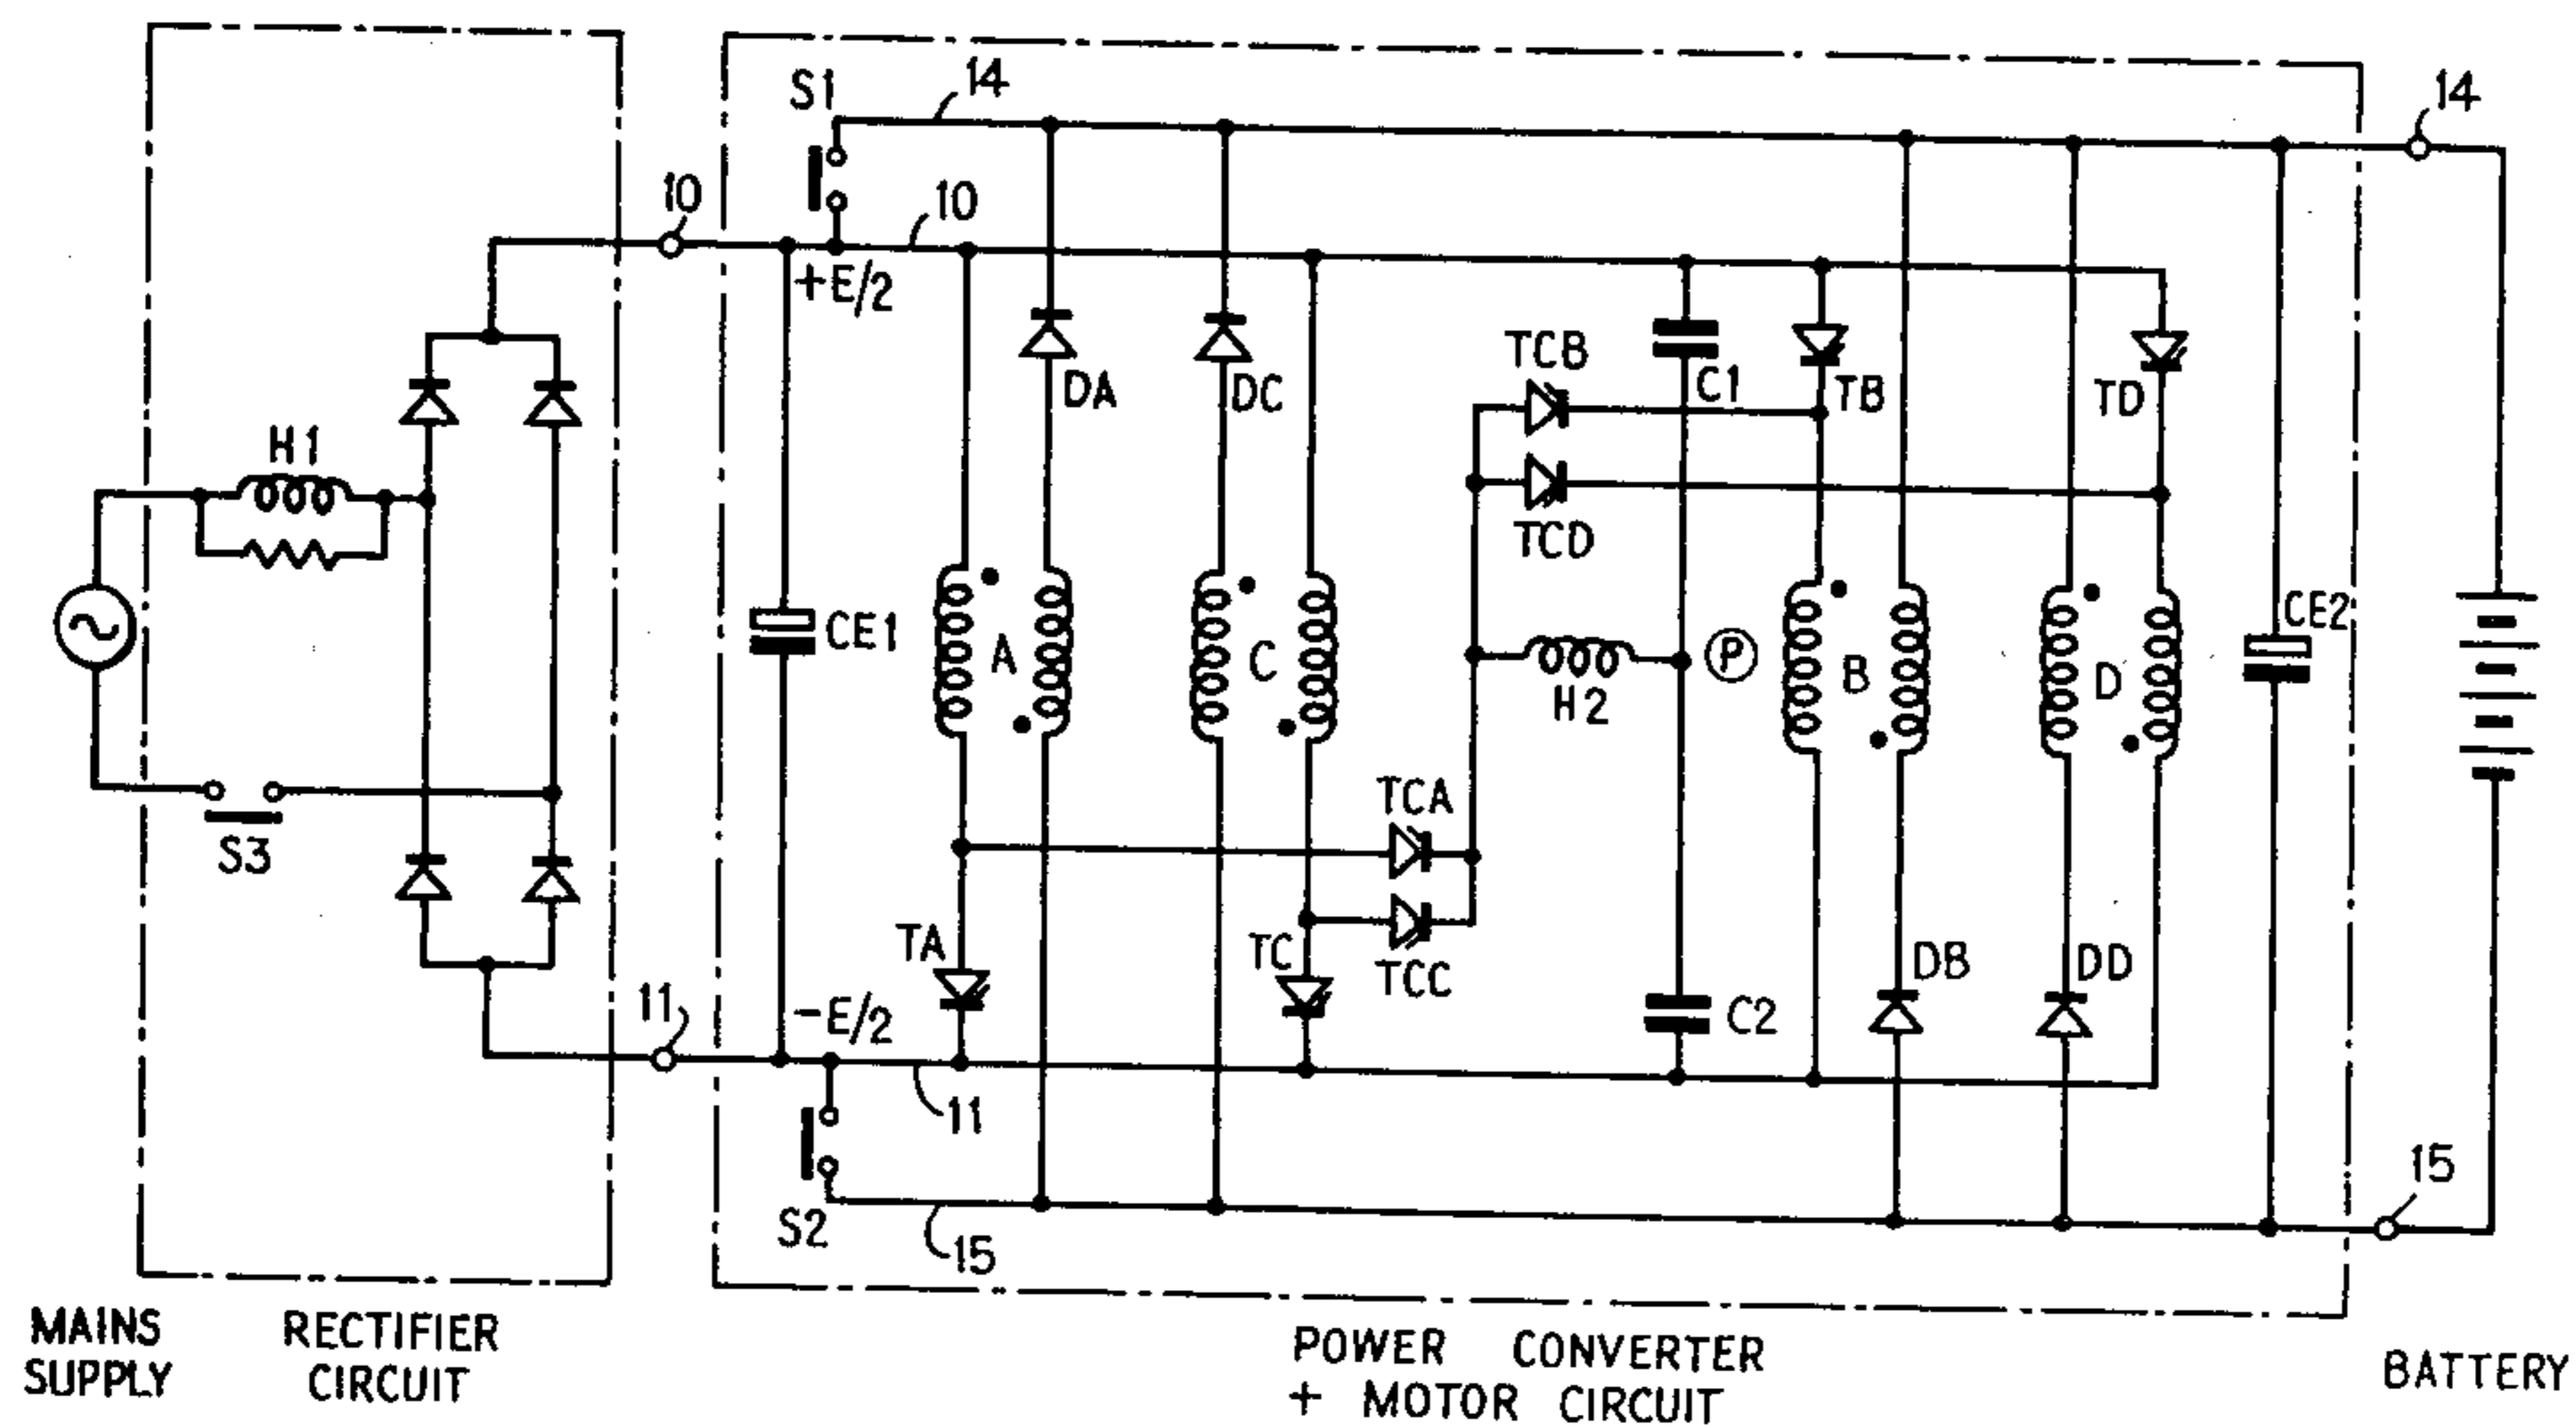 14
14
S1
10
10
+E/2
DA
DC
TCB
C1
TB
TD
H1
TCD
CE1
A
C
P
B
D
CE2
H2
TCA
S3
TA
TC
TCC
DB
DD
C2
11
-E/2
11
15
S2
15
MAINS
SUPPLY
RECTIFIER
CIRCUIT
POWER CONVERTER
+ MOTOR CIRCUIT
BATTERY